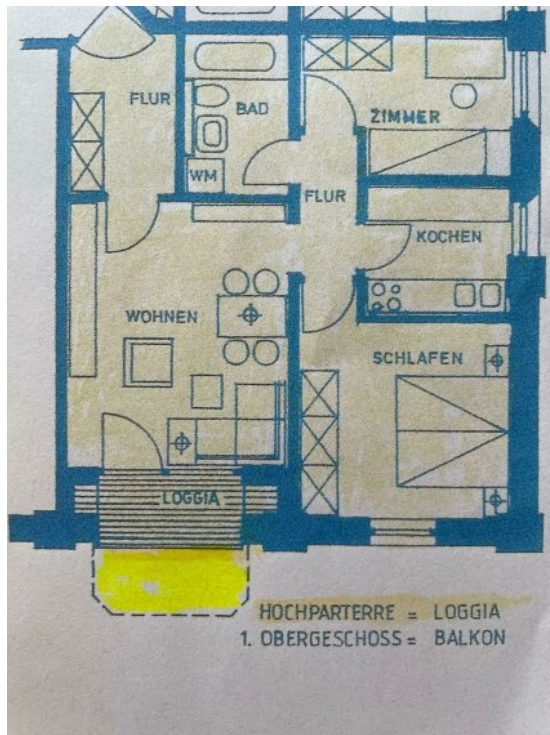 FLUR
BAD
ZIMMER
WM
FLUR
KOCHEN
WOHNEN
SCHLAFEN
LOGGIA
HOCHPARTERRE = LOGGIA
1. OBERGESCHOSS = BALKON